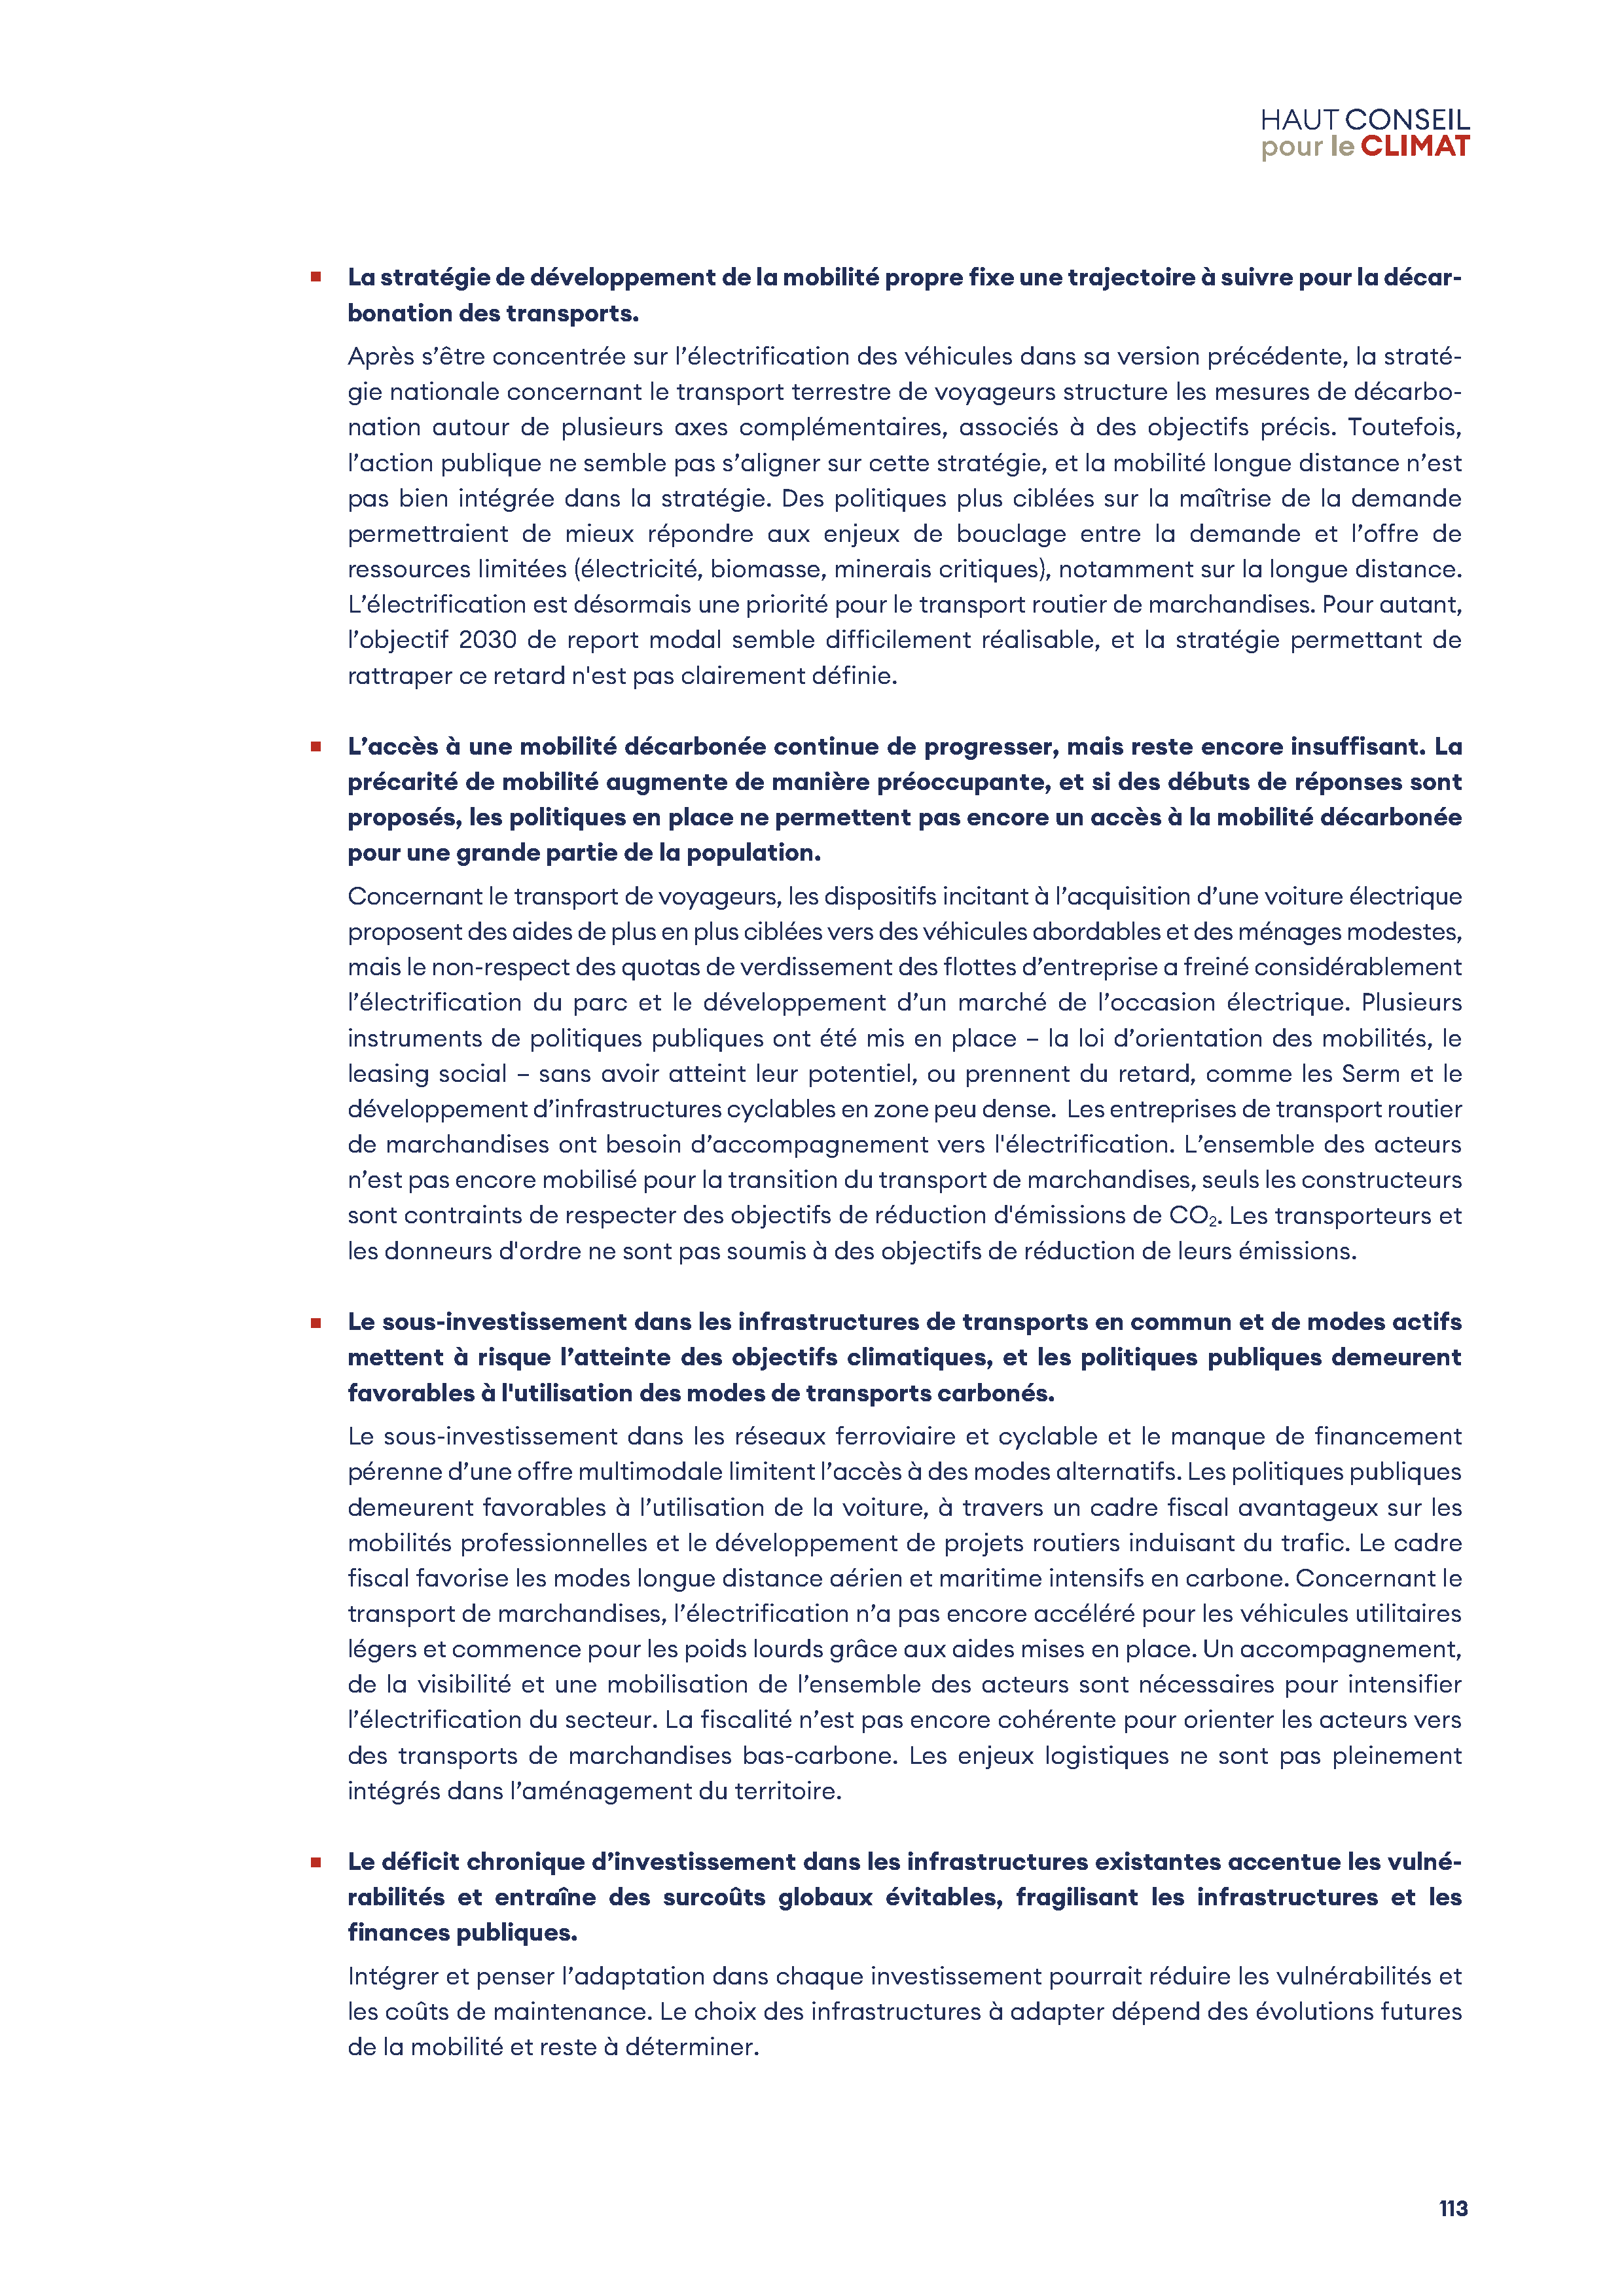 HAUT CONSEIL
pour le CLIMAT
La stratégie de développement de la mobilité propre fixe une trajectoire à suivre pour la décar-
bonation des transports.
Après s’être concentrée sur l’électrification des véhicules dans sa version précédente, la straté-
gie nationale concernant le transport terrestre de voyageurs structure les mesures de décarbo-
nation autour de plusieurs axes complémentaires, associés à des objectifs précis. Toutefois,
l’action publique ne semble pas s’aligner sur cette stratégie, et la mobilité longue distance n’est
pas bien intégrée dans la stratégie. Des politiques plus ciblées sur la maîtrise de la demande
permettraient de mieux répondre aux enjeux de bouclage entre la demande et l’offre de
ressources limitées (électricité, biomasse, minerais critiques), notamment sur la longue distance.
L’électrification est désormais une priorité pour le transport routier de marchandises. Pour autant,
l’objectif 2030 de report modal semble difficilement réalisable, et la stratégie permettant de
rattraper ce retard n'est pas clairement définie.
L’accès à une mobilité décarbonée continue de progresser, mais reste encore insuffisant. La
précarité de mobilité augmente de manière préoccupante, et si des débuts de réponses sont
proposés, les politiques en place ne permettent pas encore un accès à la mobilité décarbonée
pour une grande partie de la population.
Concernant le transport de voyageurs, les dispositifs incitant à l’acquisition d’une voiture électrique
proposent des aides de plus en plus ciblées vers des véhicules abordables et des ménages modestes,
mais le non-respect des quotas de verdissement des flottes d’entreprise a freiné considérablement
l’électrification du parc et le développement d’un marché de l’occasion électrique. Plusieurs
instruments de politiques publiques ont été mis en place – la loi d’orientation des mobilités, le
leasing social – sans avoir atteint leur potentiel, ou prennent du retard, comme les Serm et le
développement d’infrastructures cyclables en zone peu dense. Les entreprises de transport routier
de marchandises ont besoin d’accompagnement vers l'électrification. L’ensemble des acteurs
n’est pas encore mobilisé pour la transition du transport de marchandises, seuls les constructeurs
sont contraints de respecter des objectifs de réduction d'émissions de CO₂. Les transporteurs et
les donneurs d'ordre ne sont pas soumis à des objectifs de réduction de leurs émissions.
Le sous-investissement dans les infrastructures de transports en commun et de modes actifs
mettent à risque l’atteinte des objectifs climatiques, et les politiques publiques demeurent
favorables à l'utilisation des modes de transports carbonés.
Le sous-investissement dans les réseaux ferroviaire et cyclable et le manque de financement
pérenne d’une offre multimodale limitent l’accès à des modes alternatifs. Les politiques publiques
demeurent favorables à l’utilisation de la voiture, à travers un cadre fiscal avantageux sur les
mobilités professionnelles et le développement de projets routiers induisant du trafic. Le cadre
fiscal favorise les modes longue distance aérien et maritime intensifs en carbone. Concernant le
transport de marchandises, l’électrification n’a pas encore accéléré pour les véhicules utilitaires
légers et commence pour les poids lourds grâce aux aides mises en place. Un accompagnement,
de la visibilité et une mobilisation de l’ensemble des acteurs sont nécessaires pour intensifier
l’électrification du secteur. La fiscalité n’est pas encore cohérente pour orienter les acteurs vers
des transports de marchandises bas-carbone. Les enjeux logistiques ne sont pas pleinement
intégrés dans l’aménagement du territoire.
Le déficit chronique d’investissement dans les infrastructures existantes accentue les vulné-
rabilités et entraîne des surcoûts globaux évitables, fragilisant les infrastructures et les
finances publiques.
Intégrer et penser l’adaptation dans chaque investissement pourrait réduire les vulnérabilités et
les coûts de maintenance. Le choix des infrastructures à adapter dépend des évolutions futures
de la mobilité et reste à déterminer.
113